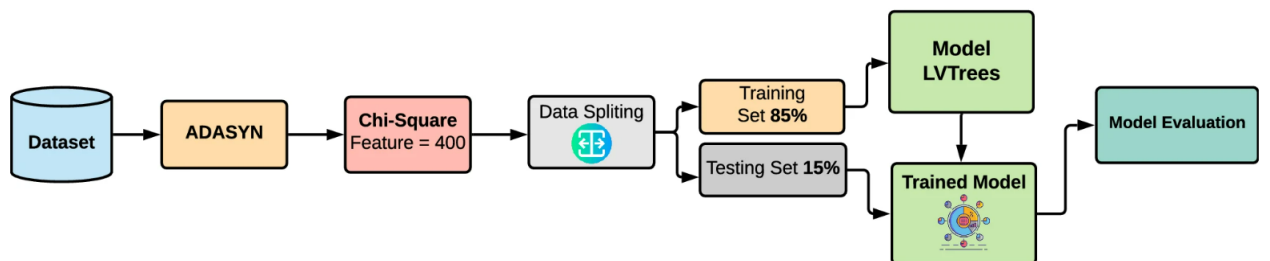 Dataset
ADASYN
Chi-Square
Feature = 400
Data Spliting
Training
Set 85%
Testing Set 15%
Model
LVTrees
Trained Model
Model Evaluation